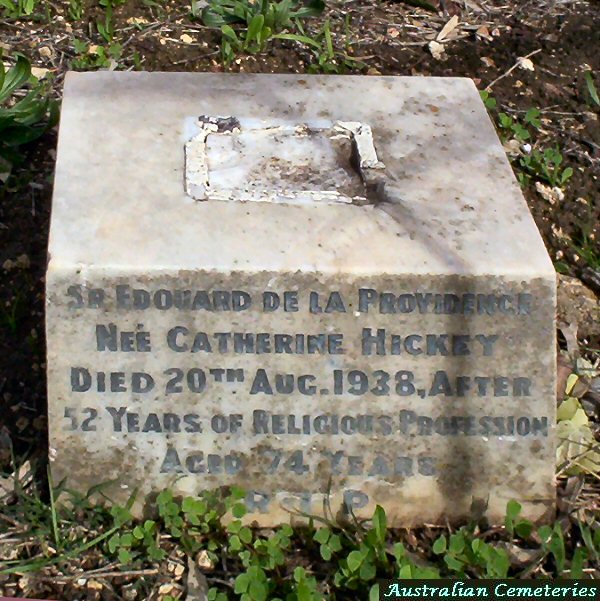 Sr Edouard de la Providence
Neé Catherine Hickey
Died 20th Aug. 1938, After
52 Years of Religious Profession
Aged 74 Years
R.I.P.
Australian Cemeteries